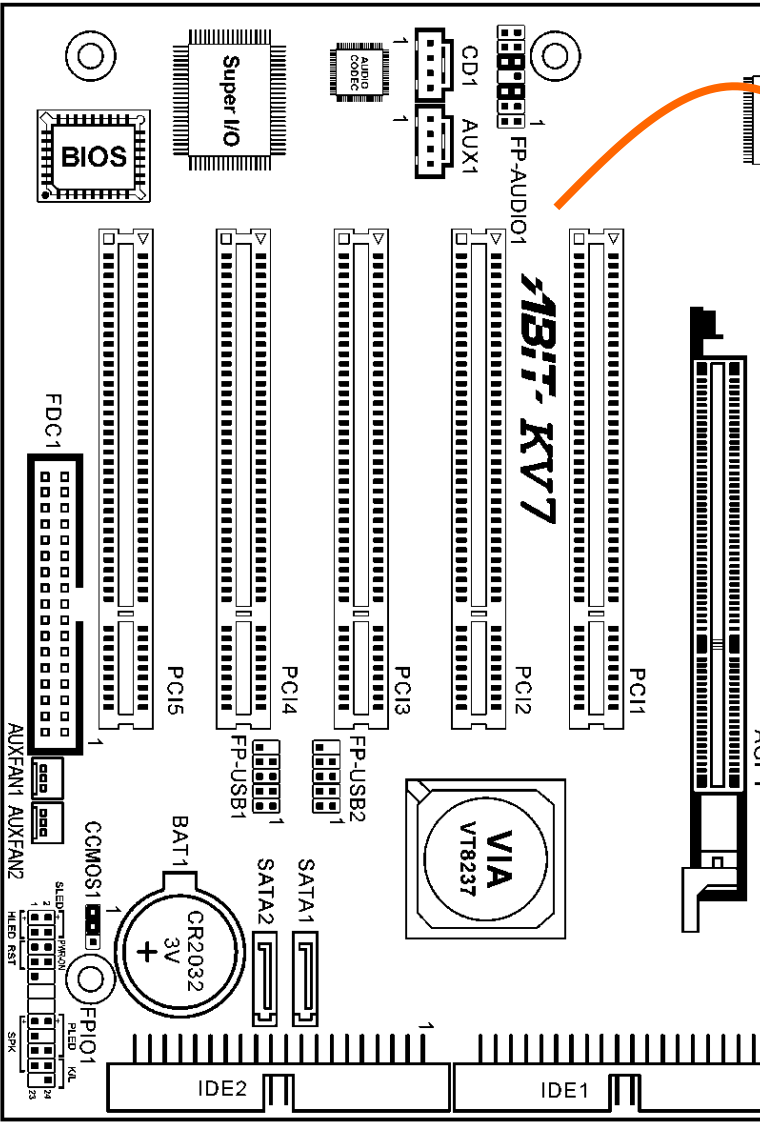 Super I/O
AUDIO
CODEC
1
CD1
1
AUX1
1
FP-AUDIO1
BIOS
ABIT- KV7
FDC1
1
PCI5
PCI4
PCI3
PCI2
PCI1
AUXFAN1
AUXFAN2
FP-USB1
1
FP-USB2
1
VIA
VT8237
CCMOS1
1
BAT1
CR2032
3V
+
SATA2
SATA1
SLED
PWR-ON
1
2
HLED
RST
FPIO1
PLED
K/L
SPK
23
24
1
IDE2
IDE1